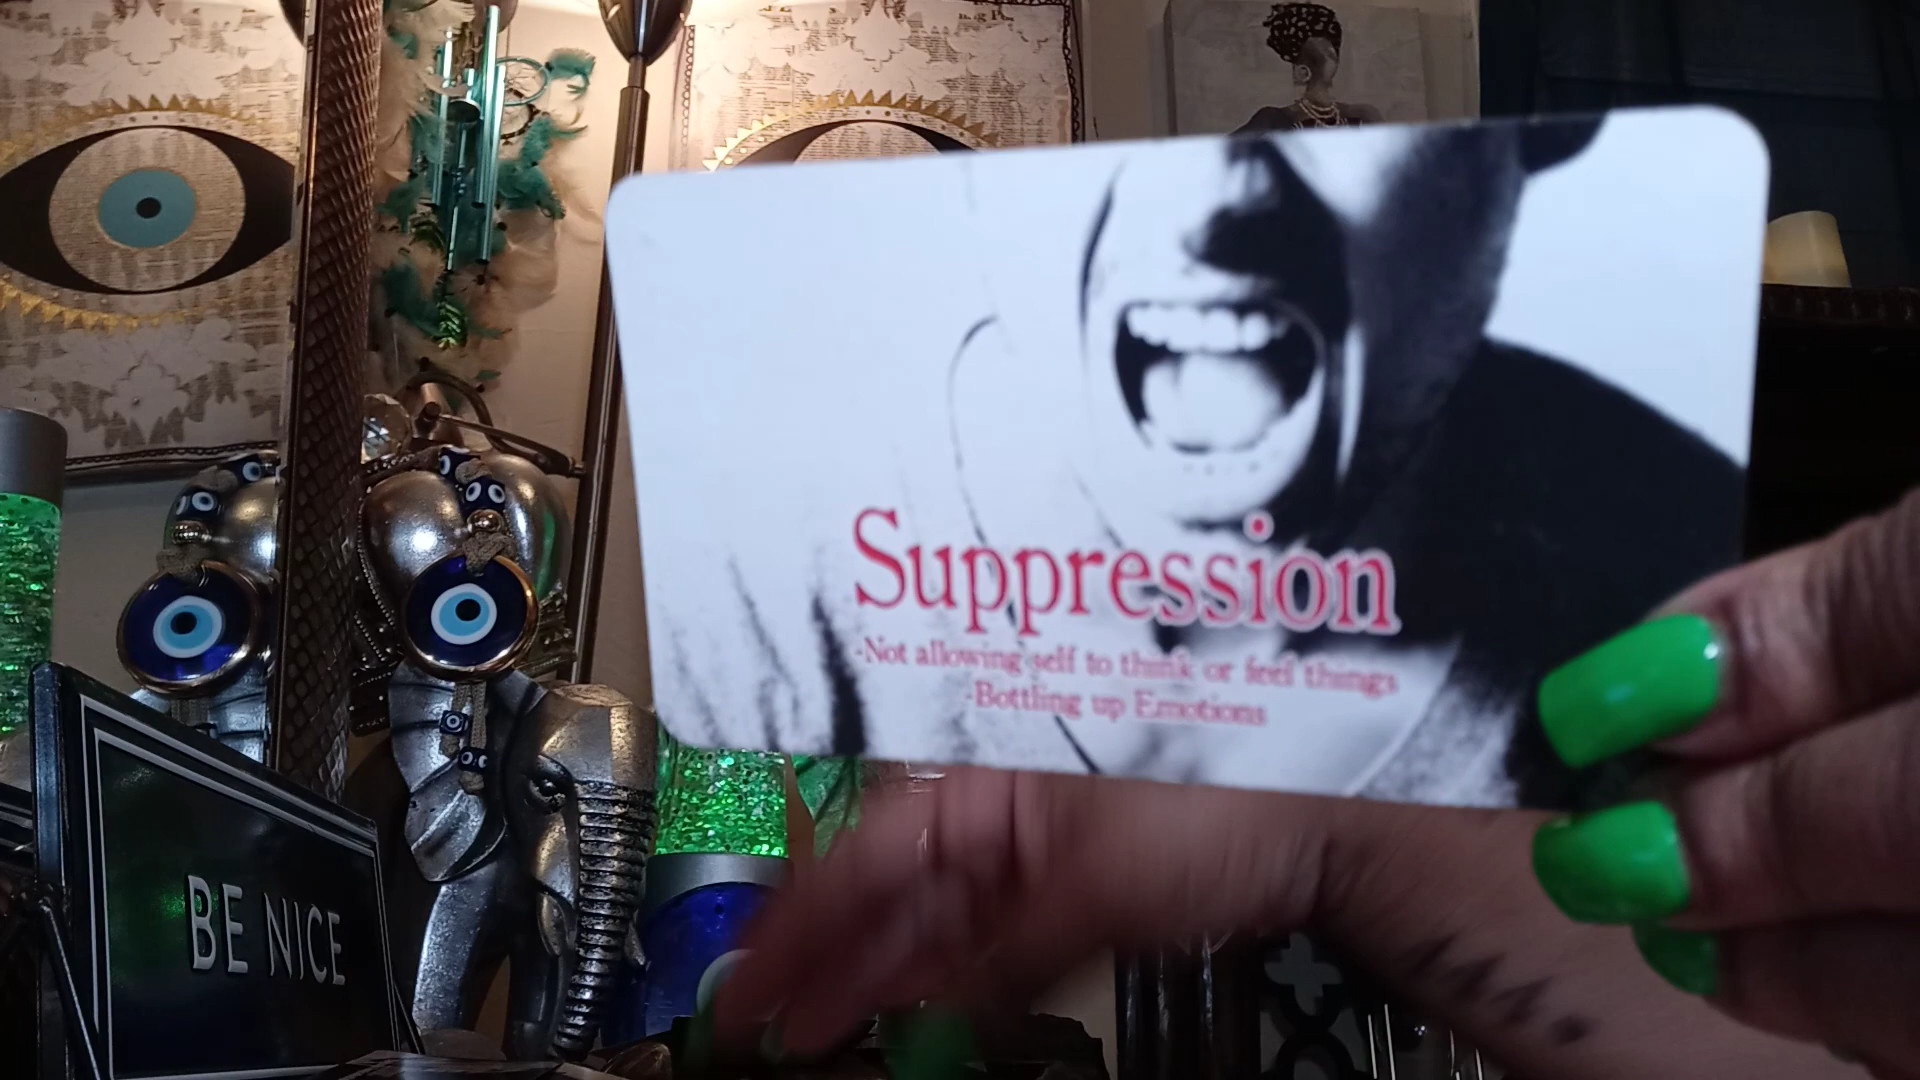 Suppression
-Not allowing self to think or feel things
-Bottling up Emotions
BE NICE